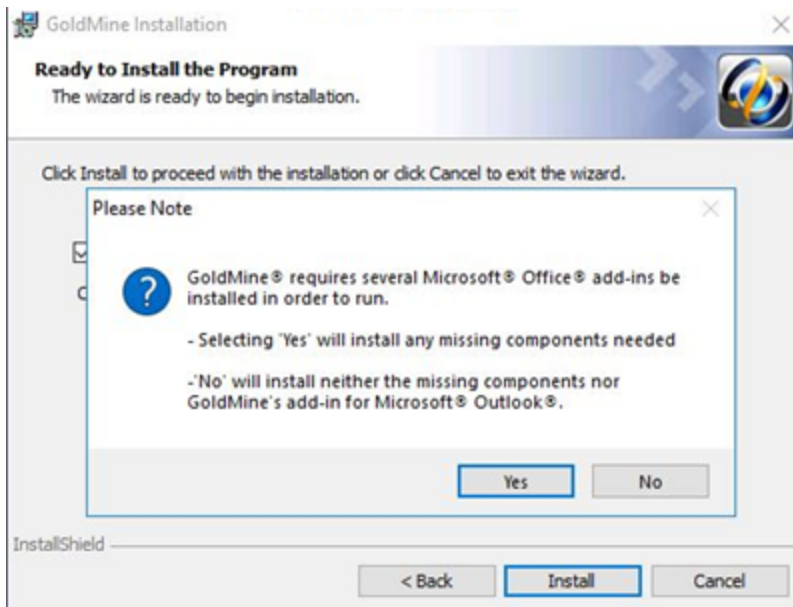 GoldMine Installation
Ready to Install the Program
The wizard is ready to begin installation.
Click Install to proceed with the installation or click Cancel to exit the wizard.
Please Note
GoldMine® requires several Microsoft® Office® add-ins be
installed in order to run.
- Selecting 'Yes' will install any missing components needed
-'No' will install neither the missing components nor
GoldMine's add-in for Microsoft® Outlook®.
Yes No
InstallShield
< Back Install Cancel